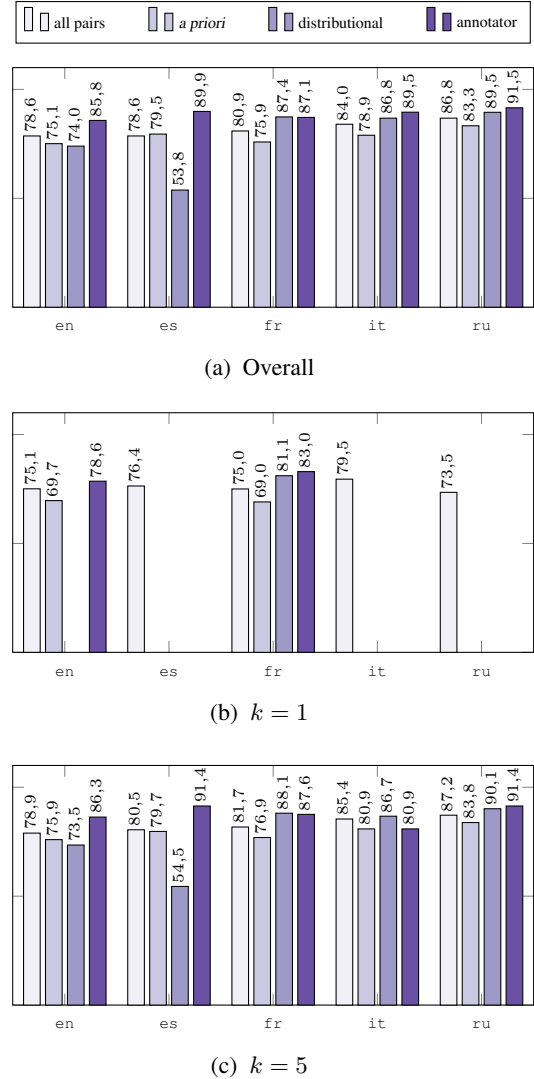 all pairs a priori distributional annotator
78,6 75,1 74,0 85,8 78,6 79,5 53,8 89,9 80,9 75,9 87,4 87,1 84,0 78,9 86,8 89,5 86,8 83,3 89,5 91,5
en es fr it ru
(a) Overall
75,1 69,7 78,6 76,4 75,0 69,0 81,1 83,0 79,5 73,5
en es fr it ru
(b) k = 1
78,9 75,9 73,5 86,3 80,5 79,7 54,5 91,4 81,7 76,9 88,1 87,6 85,4 80,9 86,7 80,9 87,2 83,8 90,1 91,4
en es fr it ru
(c) k = 5